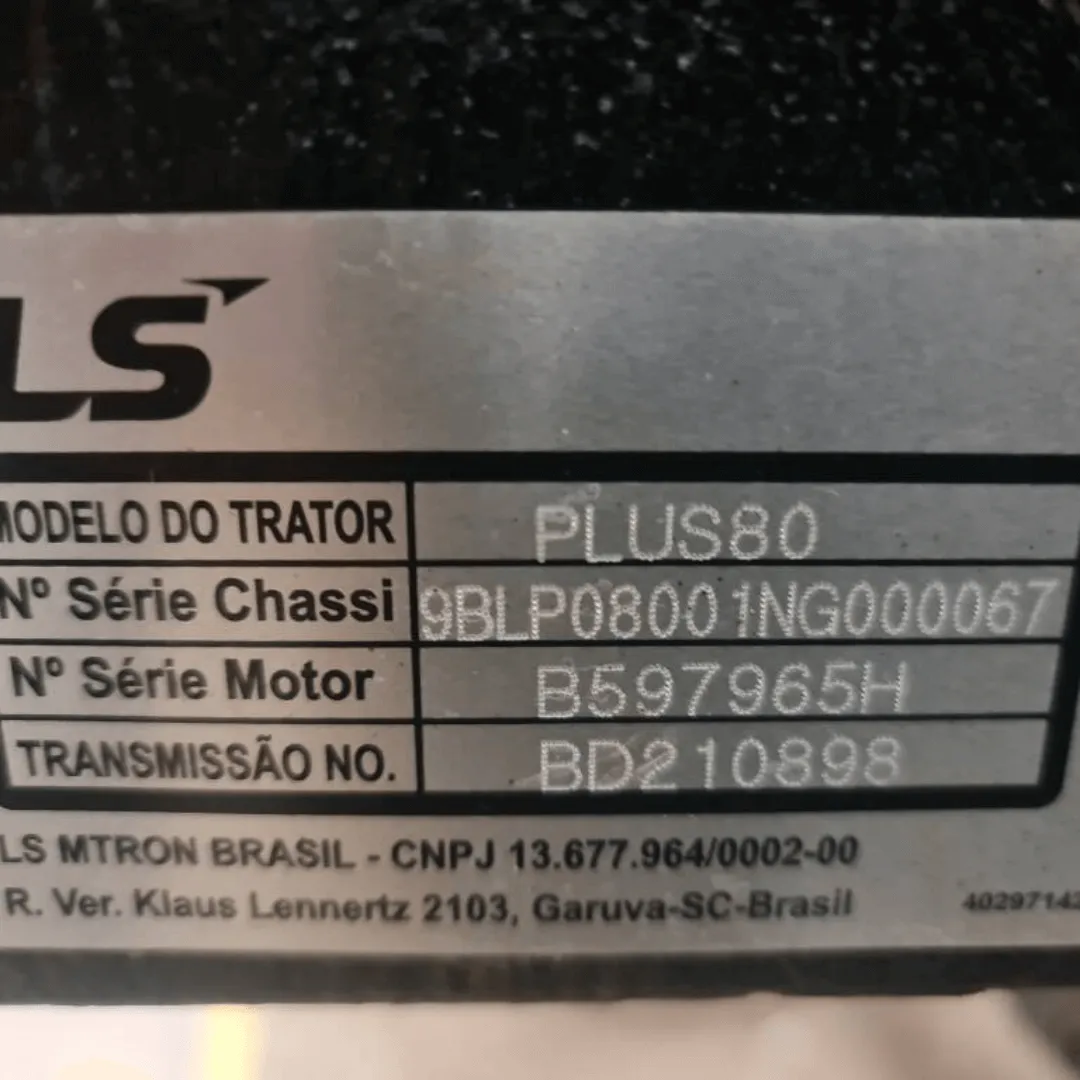 LS
MODELO DO TRATOR PLUS80
Nº Série Chassi 9BLP08001NG000067
Nº Série Motor B597965H
TRANSMISSÃO NO. BD210898
LS MTRON BRASIL - CNPJ 13.677.964/0002-00
R. Ver. Klaus Lennertz 2103, Garuva-SC-Brasil 40297142